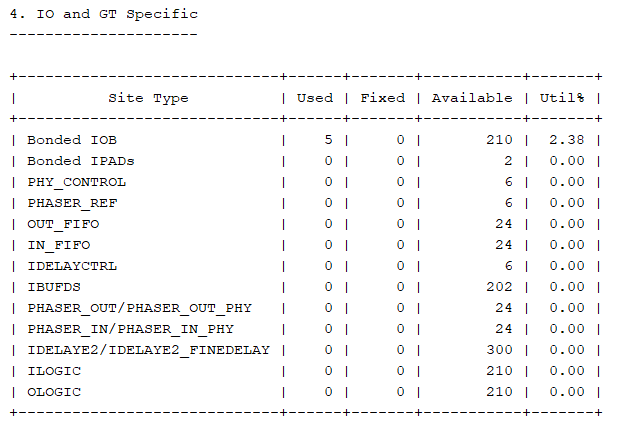 4. IO and GT Specific
---------------------
+-----------------------------+------+-------+-----------+-------+
|          Site Type          | Used | Fixed | Available | Util% |
+-----------------------------+------+-------+-----------+-------+
| Bonded IOB                  |    5 |     0 |       210 |  2.38 |
| Bonded IPADs                |    0 |     0 |         2 |  0.00 |
| PHY_CONTROL                 |    0 |     0 |         6 |  0.00 |
| PHASER_REF                  |    0 |     0 |         6 |  0.00 |
| OUT_FIFO                    |    0 |     0 |        24 |  0.00 |
| IN_FIFO                     |    0 |     0 |        24 |  0.00 |
| IDELAYCTRL                  |    0 |     0 |         6 |  0.00 |
| IBUFDS                      |    0 |     0 |       202 |  0.00 |
| PHASER_OUT/PHASER_OUT_PHY   |    0 |     0 |        24 |  0.00 |
| PHASER_IN/PHASER_IN_PHY     |    0 |     0 |        24 |  0.00 |
| IDELAYE2/IDELAYE2_FINEDELAY |    0 |     0 |       300 |  0.00 |
| ILOGIC                      |    0 |     0 |       210 |  0.00 |
| OLOGIC                      |    0 |     0 |       210 |  0.00 |
+-----------------------------+------+-------+-----------+-------+